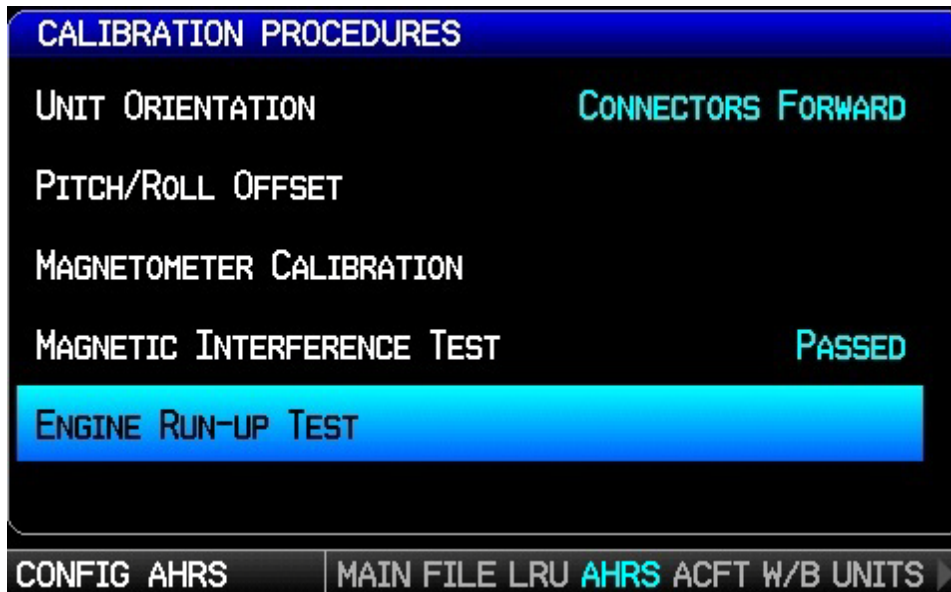 CALIBRATION PROCEDURES
UNIT ORIENTATION CONNECTORS FORWARD
PITCH/ROLL OFFSET
MAGNETOMETER CALIBRATION
MAGNETIC INTERFERENCE TEST PASSED
ENGINE RUN-UP TEST
CONFIG AHRS MAIN FILE LRU AHRS ACFT W/B UNITS